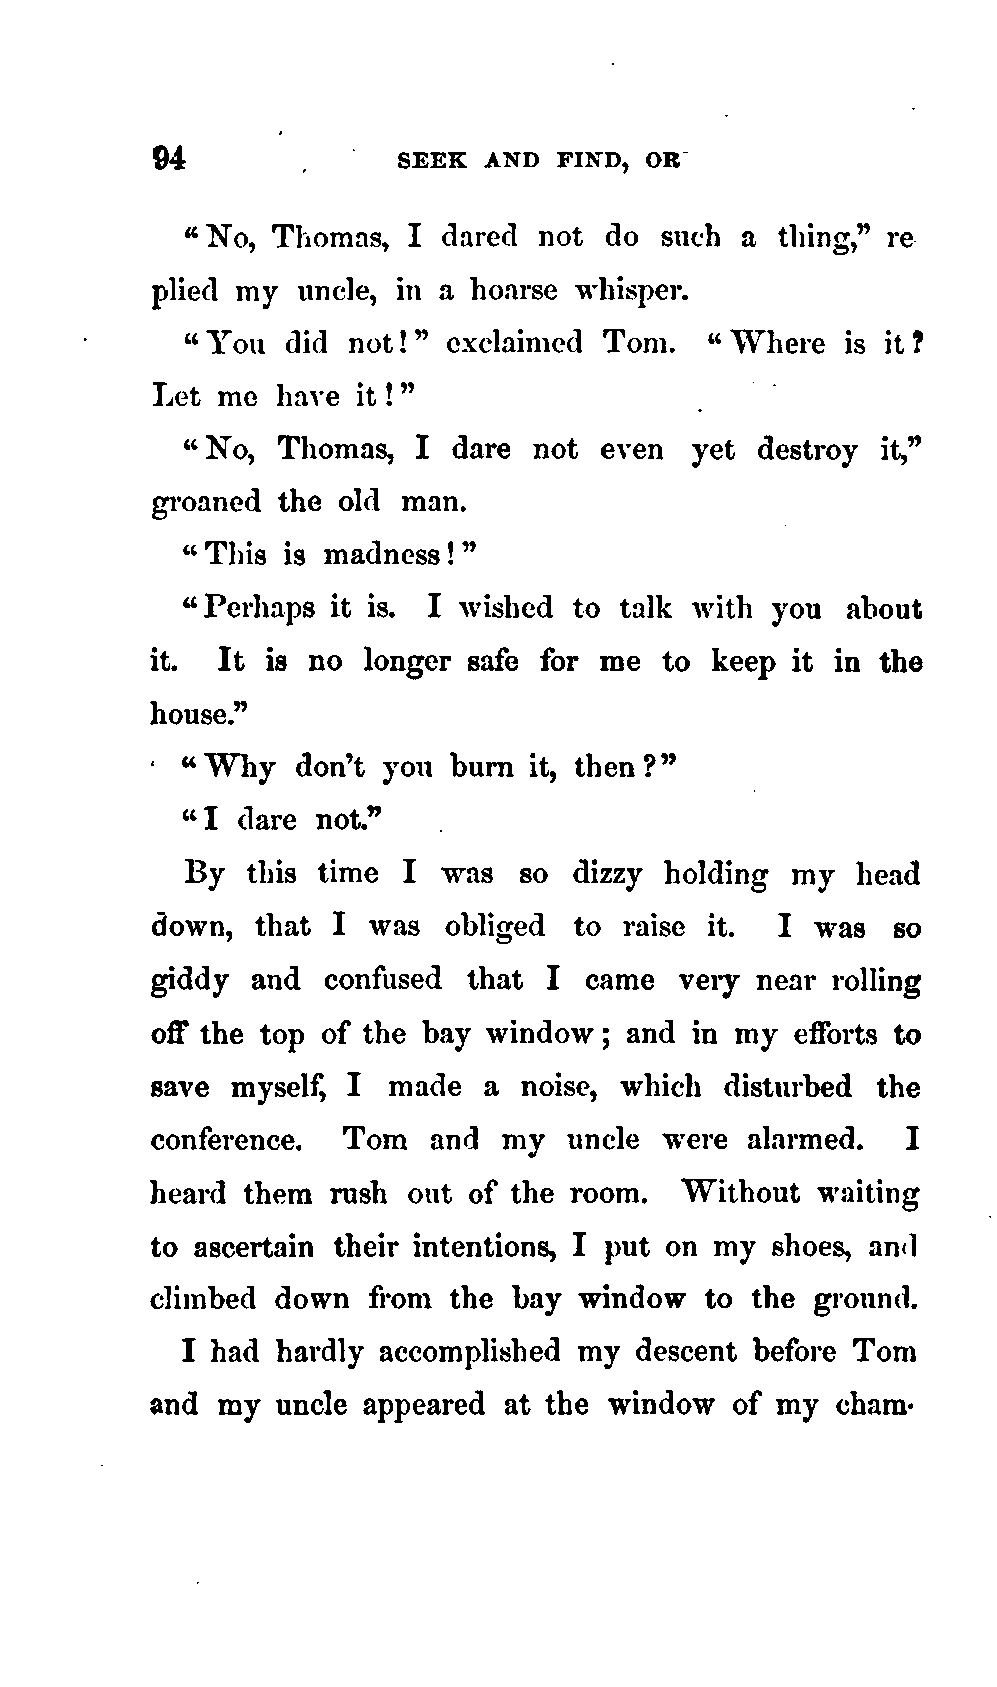 94 SEEK AND FIND, OR
“No, Thomas, I dared not do such a thing,” re
plied my uncle, in a hoarse whisper.
“You did not!” exclaimed Tom. “Where is it?
Let me have it!”
“No, Thomas, I dare not even yet destroy it,”
groaned the old man.
“This is madness!”
“Perhaps it is. I wished to talk with you about
it. It is no longer safe for me to keep it in the
house.”
“Why don’t you burn it, then?”
“I dare not.”
By this time I was so dizzy holding my head
down, that I was obliged to raise it. I was so
giddy and confused that I came very near rolling
off the top of the bay window; and in my efforts to
save myself, I made a noise, which disturbed the
conference. Tom and my uncle were alarmed. I
heard them rush out of the room. Without waiting
to ascertain their intentions, I put on my shoes, and
climbed down from the bay window to the ground.
I had hardly accomplished my descent before Tom
and my uncle appeared at the window of my cham-